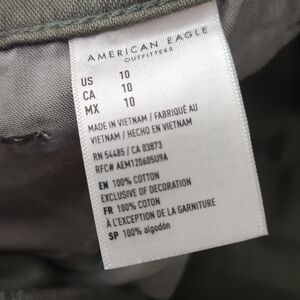 AMERICAN EAGLE
OUTFITTERS
US 10
CA 10
MX 10
MADE IN VIETNAM / FABRIQUÉ AU
VIETNAM / HECHO EN VIETNAM
RN 54485 / CA 03873
RFC# AEM120605U9A
EN 100% COTTON
EXCLUSIVE OF DECORATION
FR 100% COTON
À L'EXCEPTION DE LA GARNITURE
SP 100% algodón